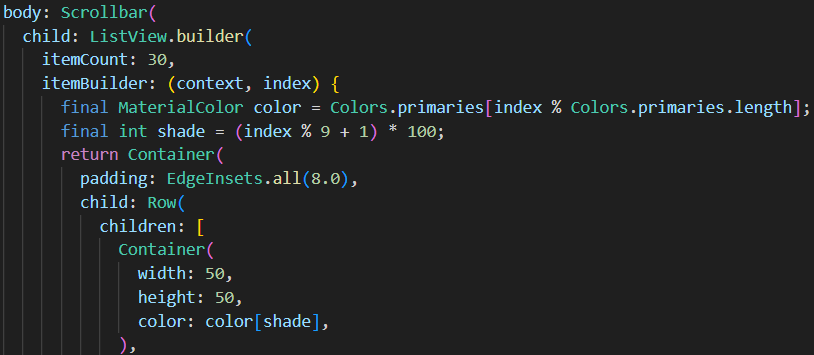 body: Scrollbar(
  child: ListView.builder(
    itemCount: 30,
    itemBuilder: (context, index) {
      final MaterialColor color = Colors.primaries[index % Colors.primaries.length];
      final int shade = (index % 9 + 1) * 100;
      return Container(
        padding: EdgeInsets.all(8.0),
        child: Row(
          children: [
            Container(
              width: 50,
              height: 50,
              color: color[shade],
            ),